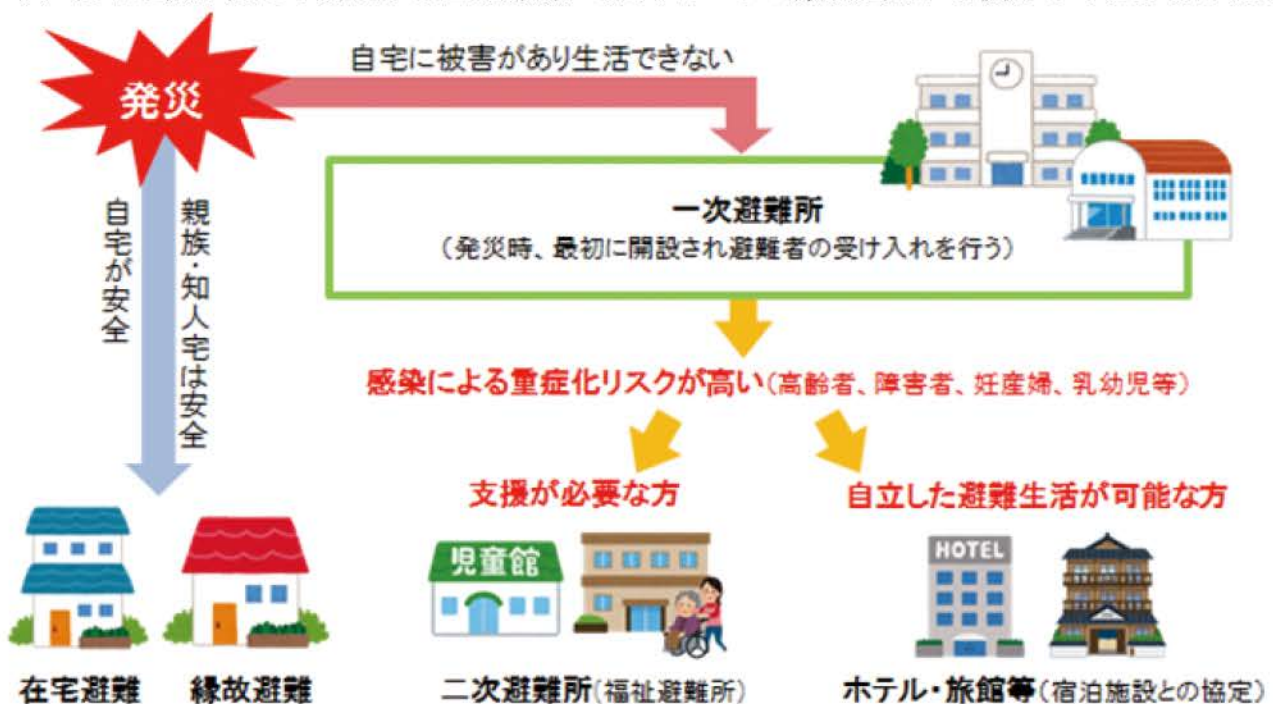 発災
自宅に被害があり生活できない
一次避難所
(発災時、最初に開設され避難者の受け入れを行う)
自宅が安全
親族・知人宅は安全
感染による重症化リスクが高い(高齢者、障害者、妊産婦、乳幼児等)
支援が必要な方
自立した避難生活が可能な方
児童館
HOTEL
在宅避難
縁故避難
二次避難所(福祉避難所)
ホテル・旅館等(宿泊施設との協定)